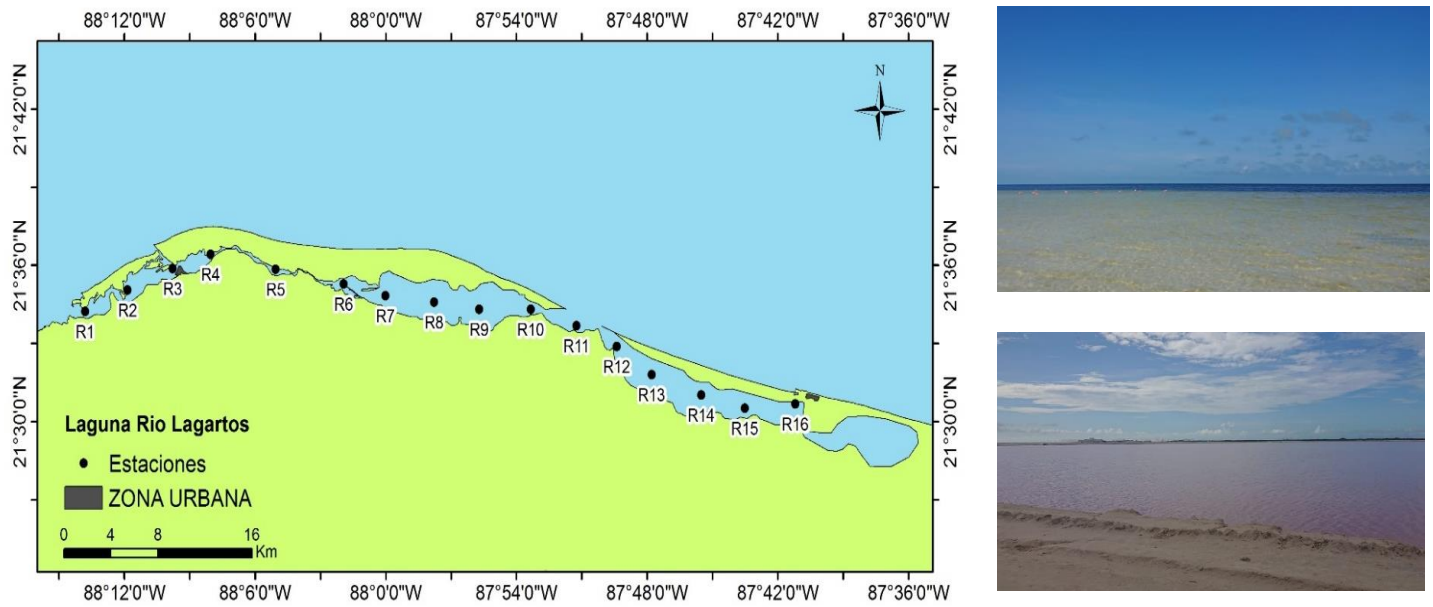 88°12'0"W 88°6'0"W 88°0'0"W 87°54'0"W 87°48'0"W 87°42'0"W 87°36'0"W
N
21°42'0"N 21°42'0"N
21°36'0"N 21°36'0"N
21°30'0"N 21°30'0"N
R1
R2
R3
R4
R5
R6
R7
R8
R9
R10
R11
R12
R13
R14
R15
R16
Laguna Rio Lagartos
Estaciones
ZONA URBANA
0 4 8 16
Km
88°12'0"W 88°6'0"W 88°0'0"W 87°54'0"W 87°48'0"W 87°42'0"W 87°36'0"W